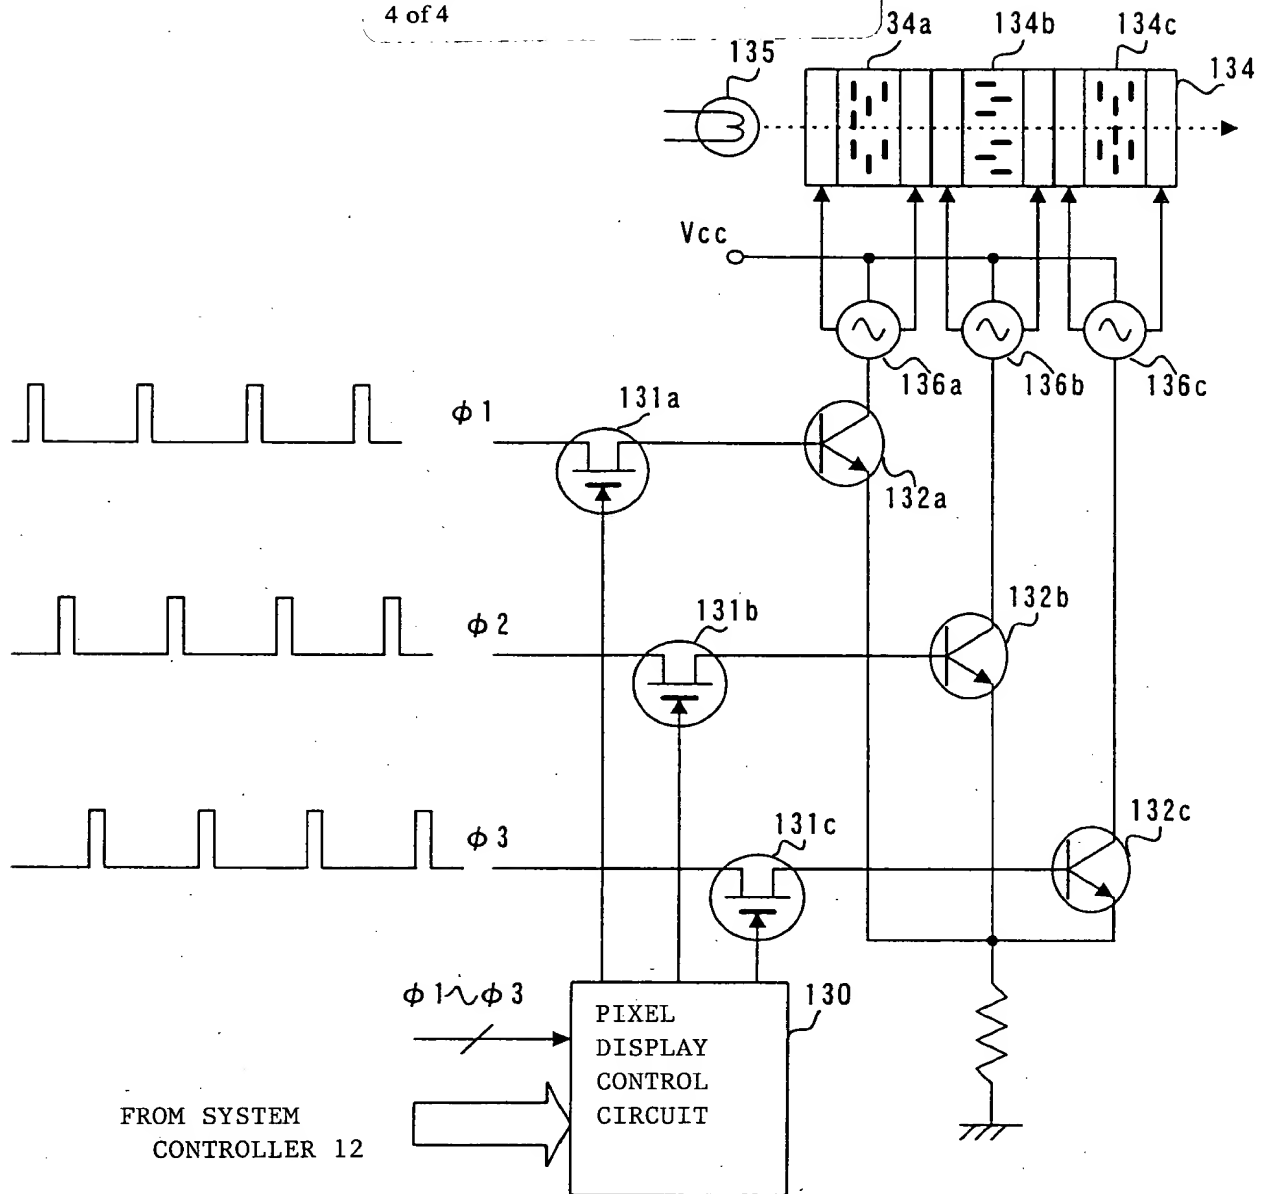 4 of 4
34a
134b
134c
135
134
Vcc
136a
136b
136c
φ1
131a
132a
φ2
131b
132b
φ3
131c
132c
φ1~φ3
130
PIXEL
DISPLAY
CONTROL
CIRCUIT
FROM SYSTEM
CONTROLLER 12